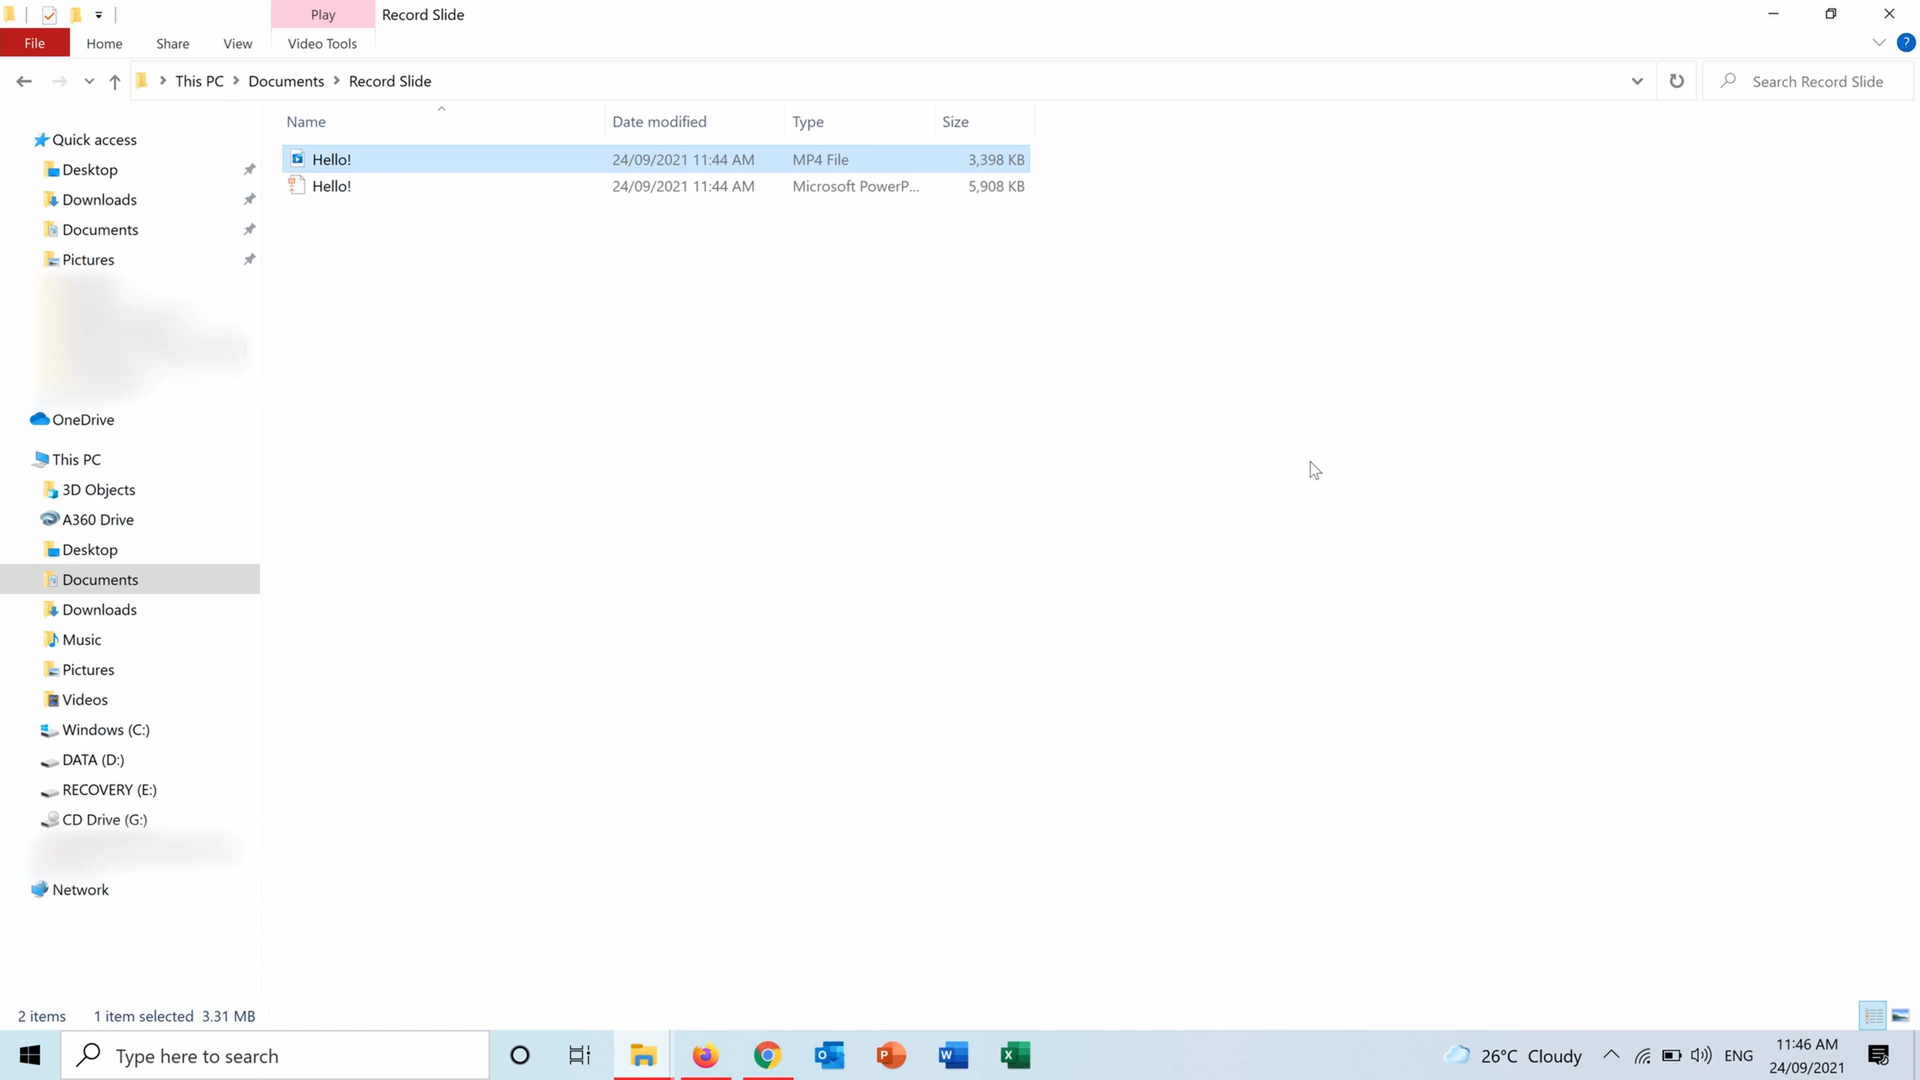 Play
Record Slide
File
Home
Share
View
Video Tools
?
This PC
Documents
Record Slide
Search Record Slide
Name
Date modified
Type
Size
Hello!
24/09/2021 11:44 AM
MP4 File
3,398 KB
Hello!
24/09/2021 11:44 AM
Microsoft PowerP...
5,908 KB
Quick access
Desktop
Downloads
Documents
Pictures
OneDrive
This PC
3D Objects
A360 Drive
Desktop
Documents
Downloads
Music
Pictures
Videos
Windows (C:)
DATA (D:)
RECOVERY (E:)
CD Drive (G:)
Network
2 items
1 item selected 3.31 MB
Type here to search
26°C Cloudy
ENG
11:46 AM
24/09/2021